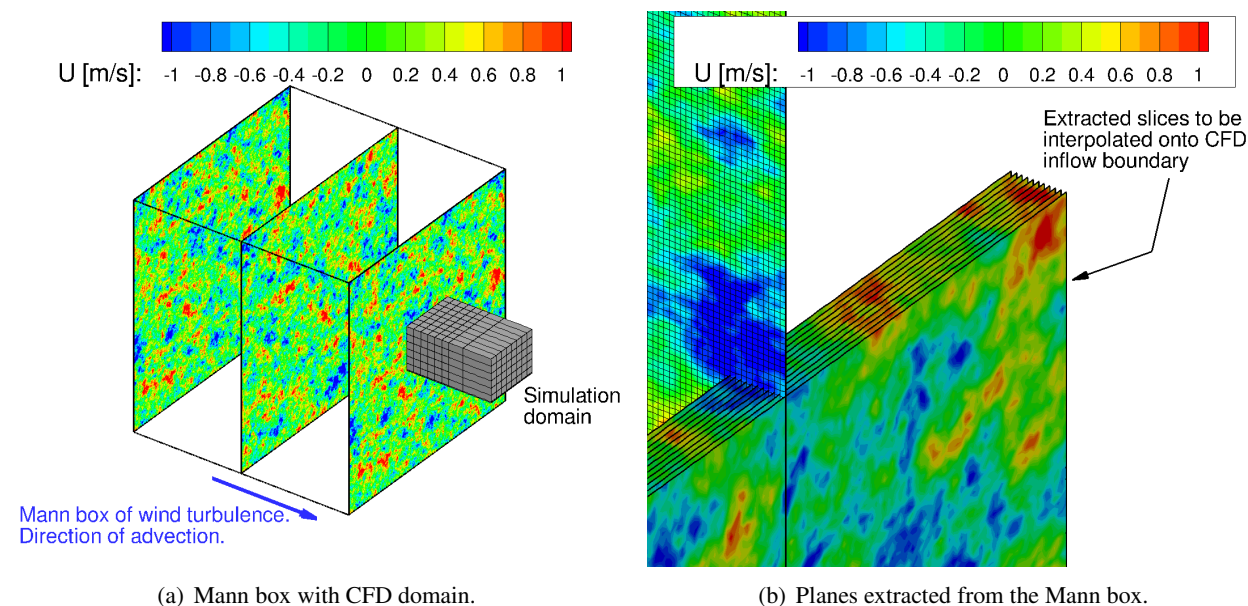 U [m/s]: -1 -0.8 -0.6 -0.4 -0.2 0 0.2 0.4 0.6 0.8 1
Simulation
domain
Mann box of wind turbulence.
Direction of advection.
(a) Mann box with CFD domain.
U [m/s]: -1 -0.8 -0.6 -0.4 -0.2 0 0.2 0.4 0.6 0.8 1
Extracted slices to be
interpolated onto CFD
inflow boundary
(b) Planes extracted from the Mann box.